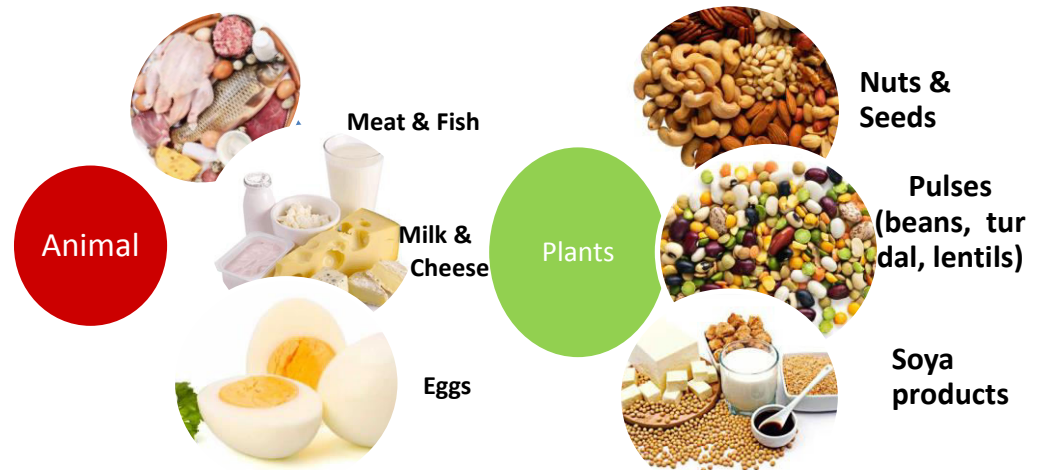 Animal
Meat & Fish
Milk &
Cheese
Eggs
Plants
Nuts &
Seeds
Pulses
(beans, tur
dal, lentils)
Soya
products